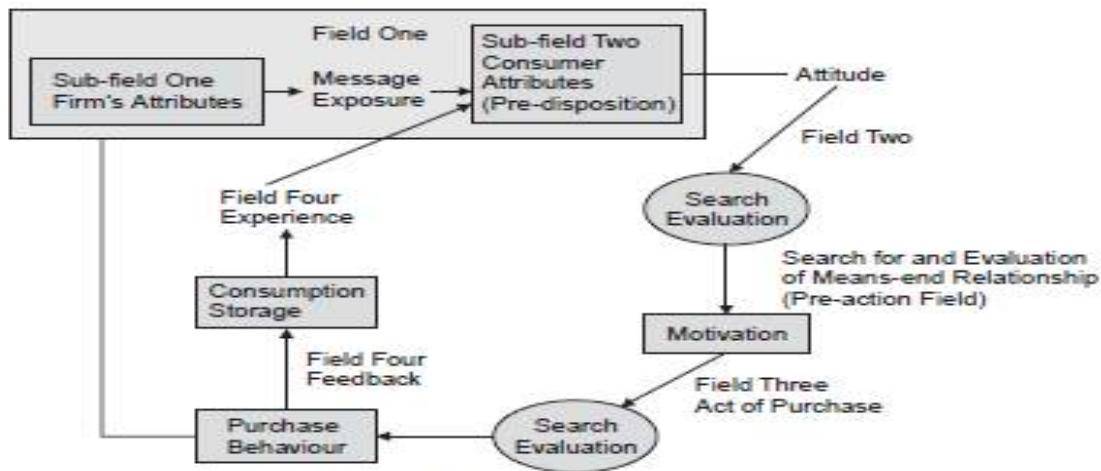 Field One
Sub-field One
Firm's Attributes
Message
Exposure
Sub-field Two
Consumer
Attributes
(Pre-disposition)
Attitude
Field Two
Search
Evaluation
Search for and Evaluation
of Means-end Relationship
(Pre-action Field)
Motivation
Field Three
Act of Purchase
Search
Evaluation
Purchase
Behaviour
Field Four
Feedback
Consumption
Storage
Field Four
Experience